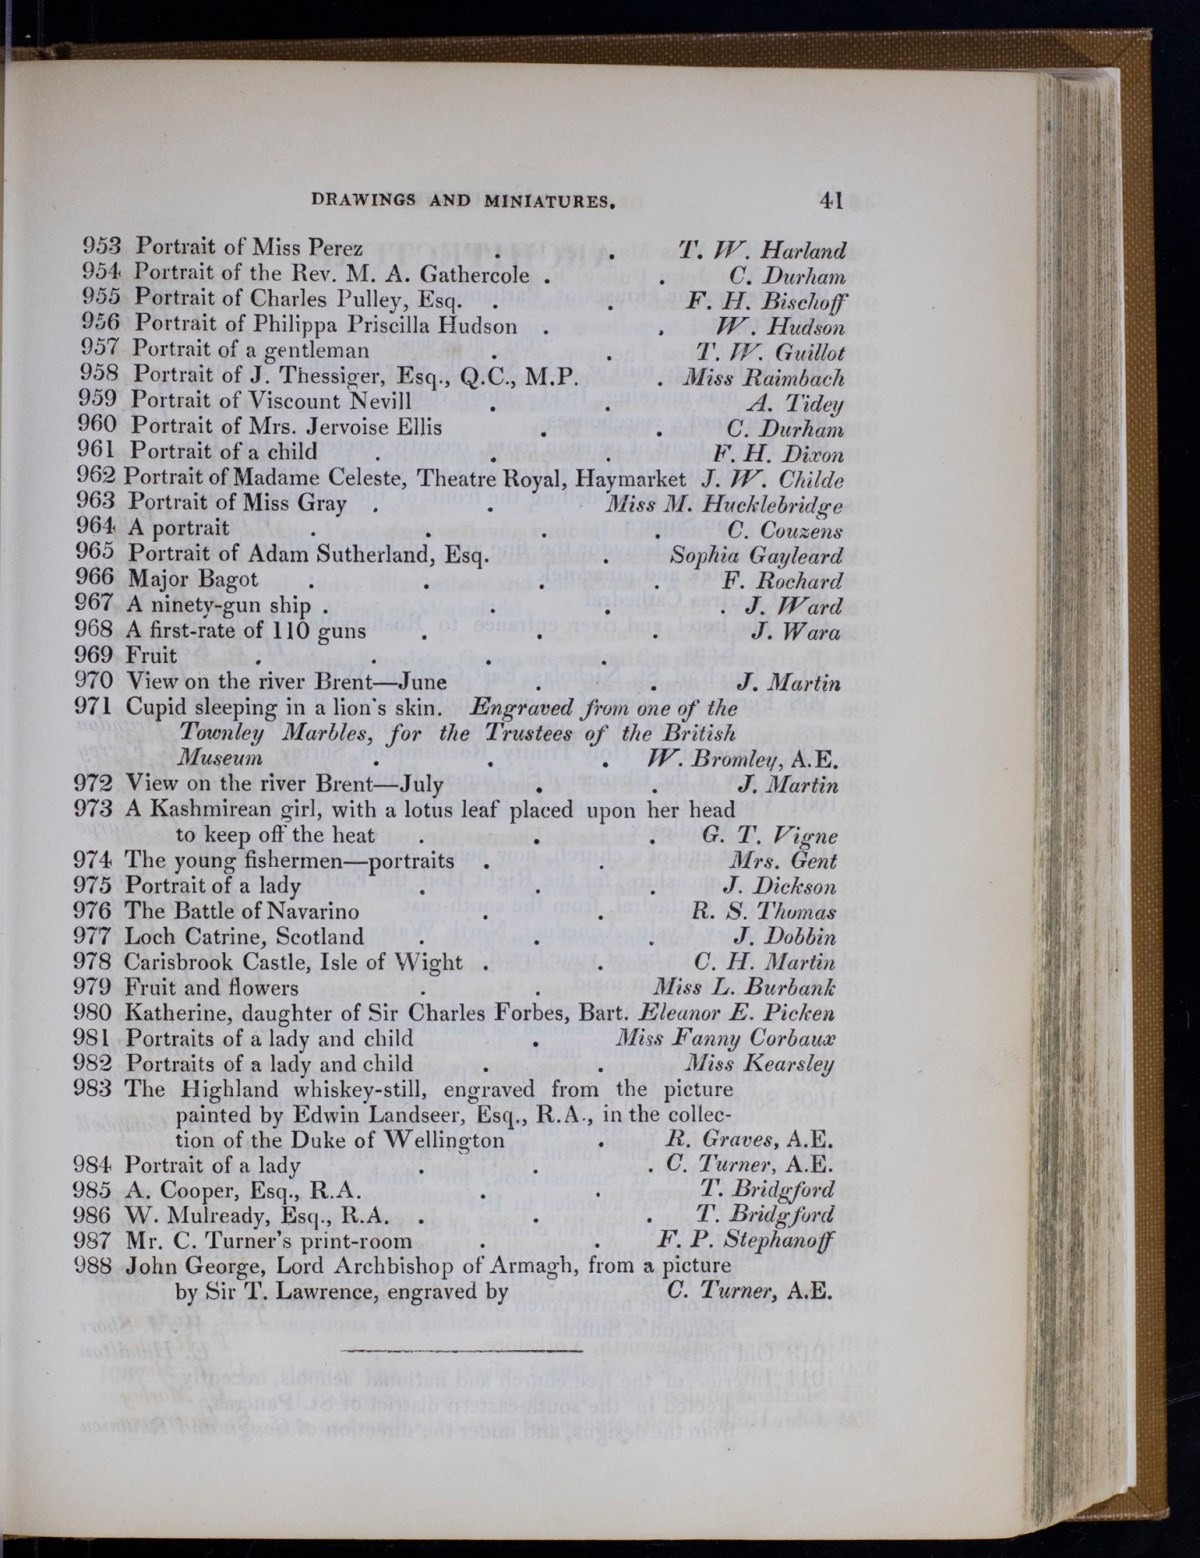 DRAWINGS AND MINIATURES. 41
953 Portrait of Miss Perez . . T. W. Harland
954 Portrait of the Rev. M. A. Gathercole . . C. Durham
955 Portrait of Charles Pulley, Esq. . . F. H. Bischoff
956 Portrait of Philippa Priscilla Hudson . . W. Hudson
957 Portrait of a gentleman . . T. W. Guillot
958 Portrait of J. Thessiger, Esq., Q.C., M.P. . Miss Raimbach
959 Portrait of Viscount Nevill . . A. Tidey
960 Portrait of Mrs. Jervoise Ellis . . C. Durham
961 Portrait of a child . . . F. H. Dixon
962 Portrait of Madame Celeste, Theatre Royal, Haymarket J. W. Childe
963 Portrait of Miss Gray . . Miss M. Hucklebridge
964 A portrait . . . . C. Couzens
965 Portrait of Adam Sutherland, Esq. . Sophia Gayleard
966 Major Bagot . . . . F. Rochard
967 A ninety-gun ship . . . . J. Ward
968 A first-rate of 110 guns . . . J. Wara
969 Fruit . . . .
970 View on the river Brent—June . . J. Martin
971 Cupid sleeping in a lion's skin. Engraved from one of the
Townley Marbles, for the Trustees of the British
Museum . . . W. Bromley, A.E.
972 View on the river Brent—July . . J. Martin
973 A Kashmirean girl, with a lotus leaf placed upon her head
to keep off the heat . . . G. T. Vigne
974 The young fishermen—portraits . . Mrs. Gent
975 Portrait of a lady . . . J. Dickson
976 The Battle of Navarino . . R. S. Thomas
977 Loch Catrine, Scotland . . . J. Dobbin
978 Carisbrook Castle, Isle of Wight . . C. H. Martin
979 Fruit and flowers . . Miss L. Burbank
980 Katherine, daughter of Sir Charles Forbes, Bart. Eleanor E. Picken
981 Portraits of a lady and child . Miss Fanny Corbaux
982 Portraits of a lady and child . . Miss Kearsley
983 The Highland whiskey-still, engraved from the picture
painted by Edwin Landseer, Esq., R.A., in the collec-
tion of the Duke of Wellington . R. Graves, A.E.
984 Portrait of a lady . . . C. Turner, A.E.
985 A. Cooper, Esq., R.A. . . T. Bridgford
986 W. Mulready, Esq., R.A. . . . T. Bridgford
987 Mr. C. Turner's print-room . . F. P. Stephanoff
988 John George, Lord Archbishop of Armagh, from a picture
by Sir T. Lawrence, engraved by C. Turner, A.E.